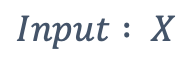 Input : X